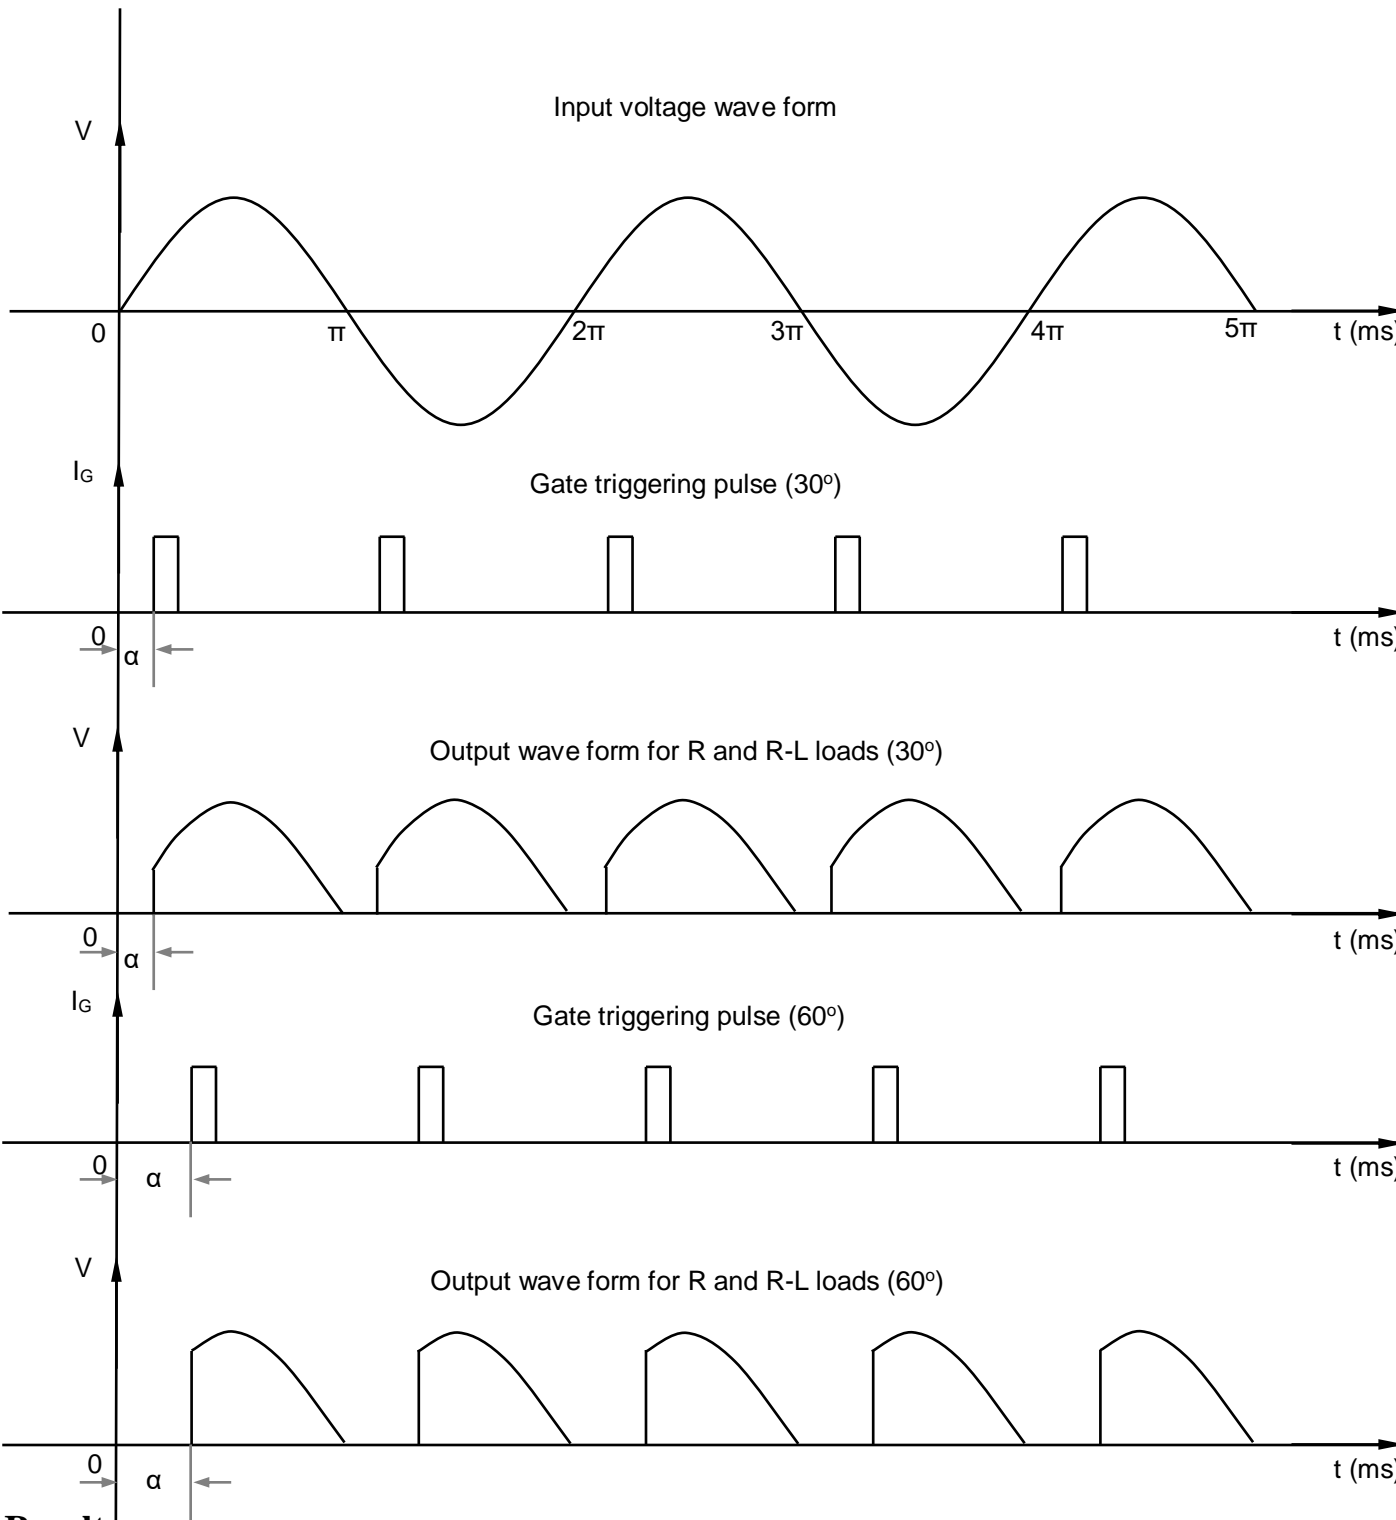 Input voltage wave form
V
0 π 2π 3π 4π 5π t (ms)
I_G
Gate triggering pulse (30º)
0 α t (ms)
V
Output wave form for R and R-L loads (30º)
0 α t (ms)
I_G
Gate triggering pulse (60º)
0 α t (ms)
V
Output wave form for R and R-L loads (60º)
0 α t (ms)